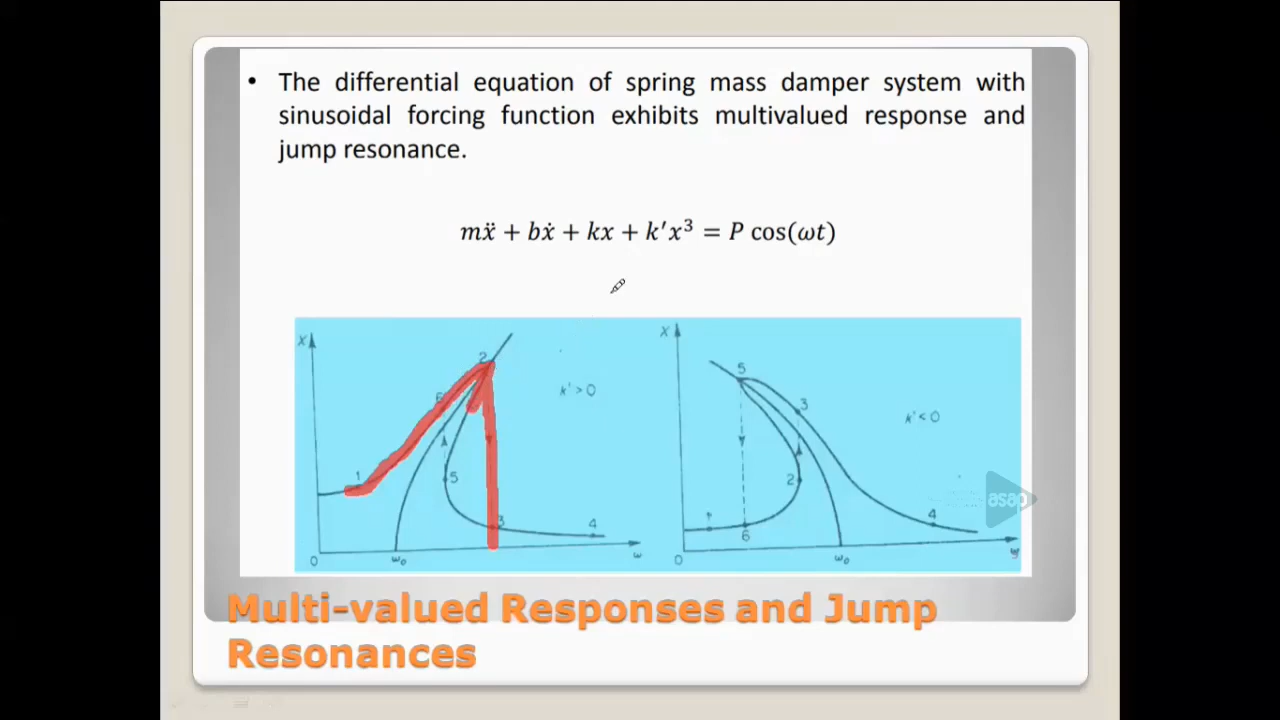 • The differential equation of spring mass damper system with
sinusoidal forcing function exhibits multivalued response and
jump resonance.
mẍ + bẋ + kx + k′x³ = P cos(ωt)
X
2
6
k' > 0
1
5
3
4
0
ω₀
ω
X
5
3
k' < 0
2
1
4
6
0
ω₀
ω
asap
Multi-valued Responses and Jump
Resonances